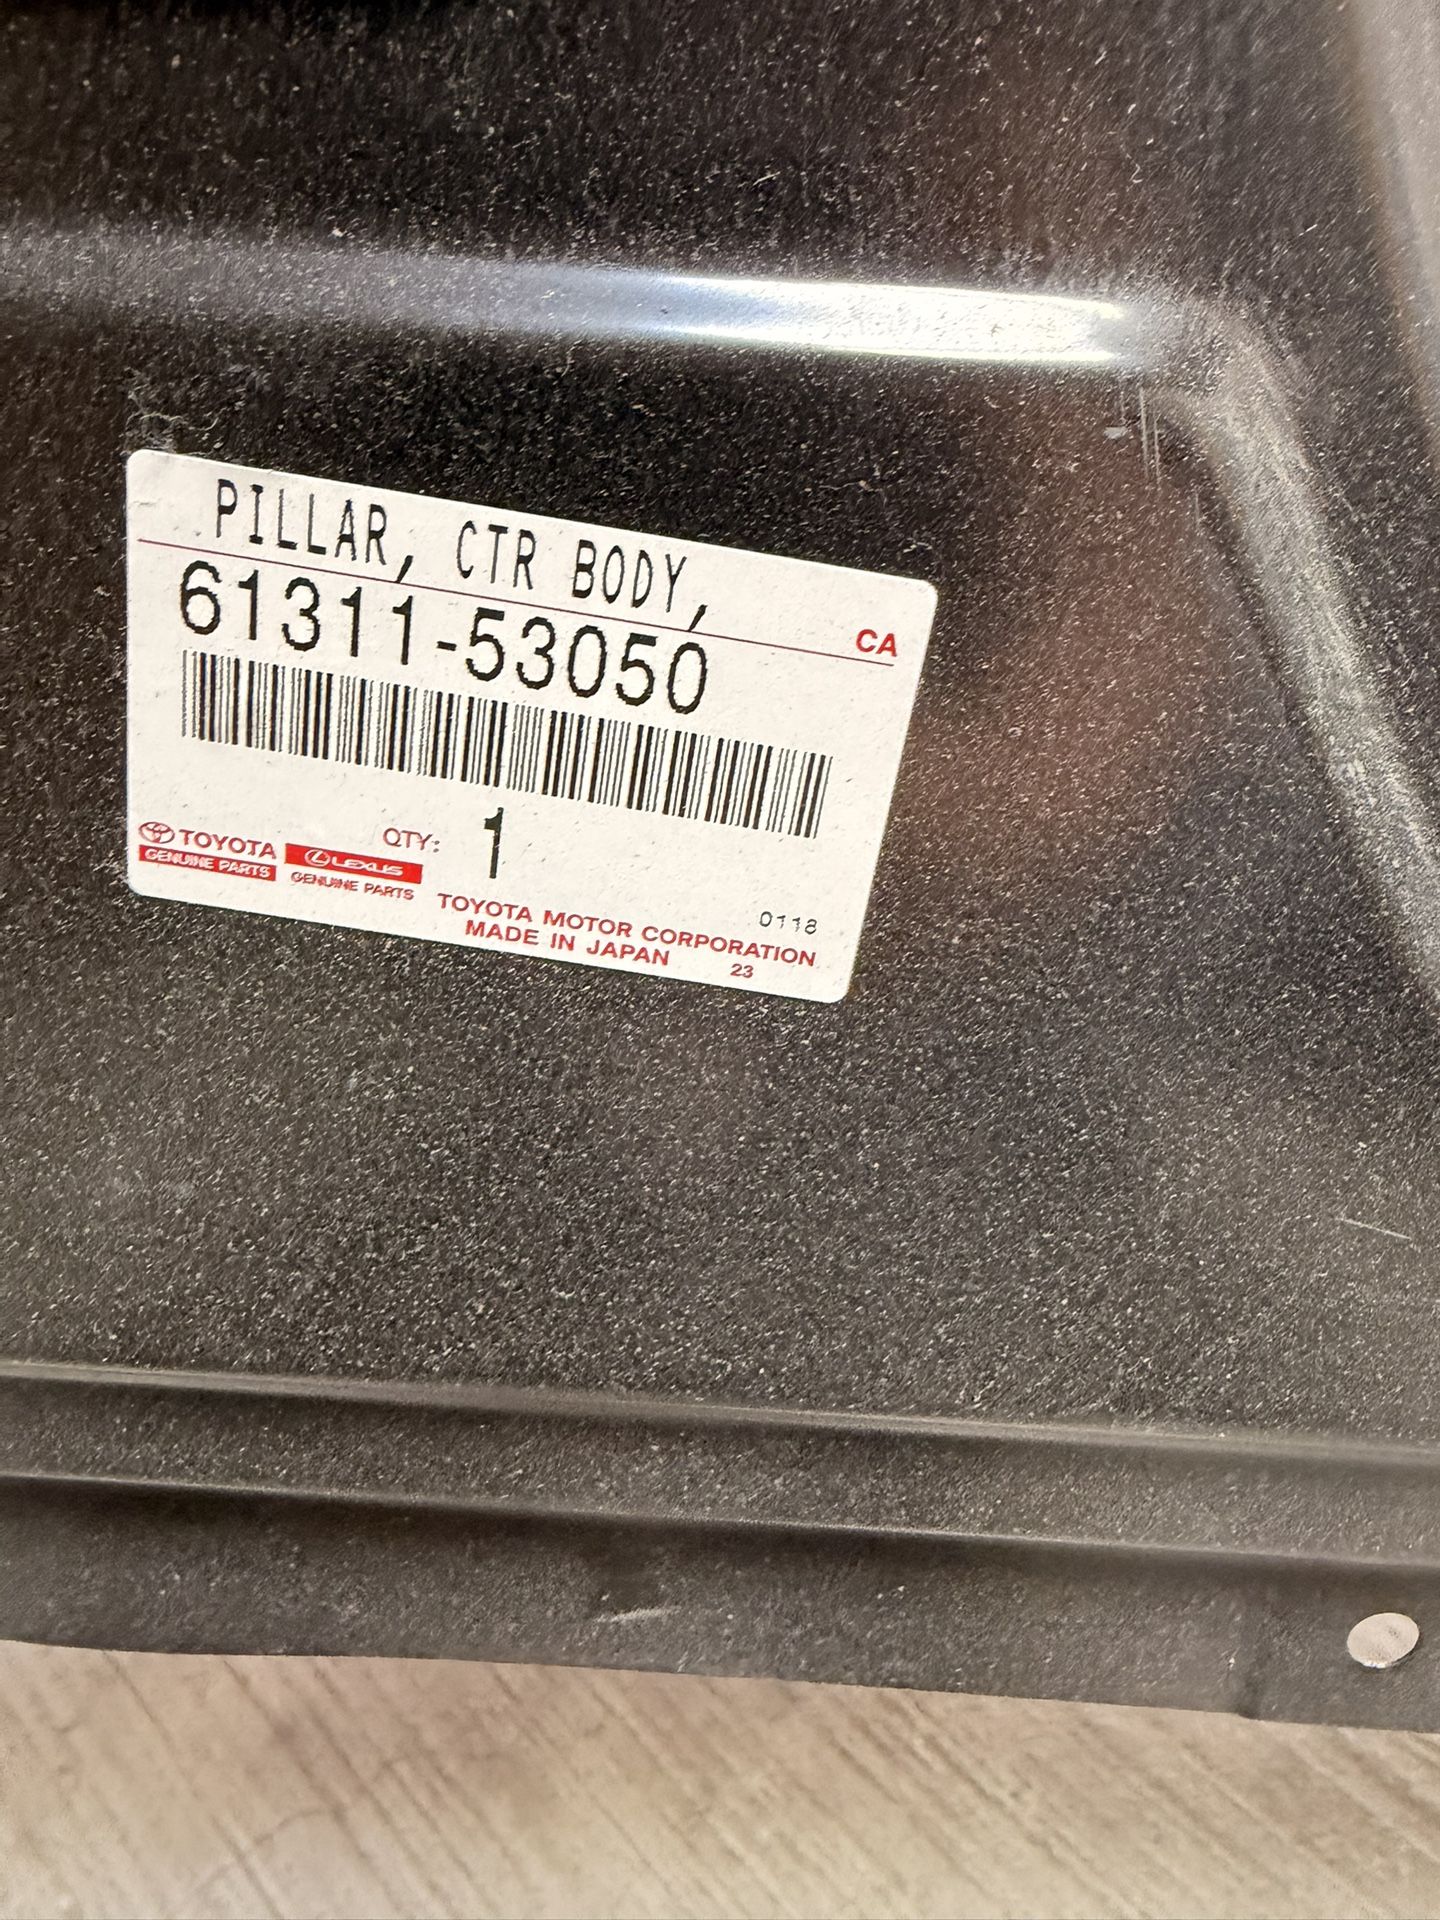 PILLAR, CTR BODY,
CA
61311-53050
QTY: 1
TOYOTA
GENUINE PARTS
LEXUS
GENUINE PARTS
0118
TOYOTA MOTOR CORPORATION
MADE IN JAPAN 23